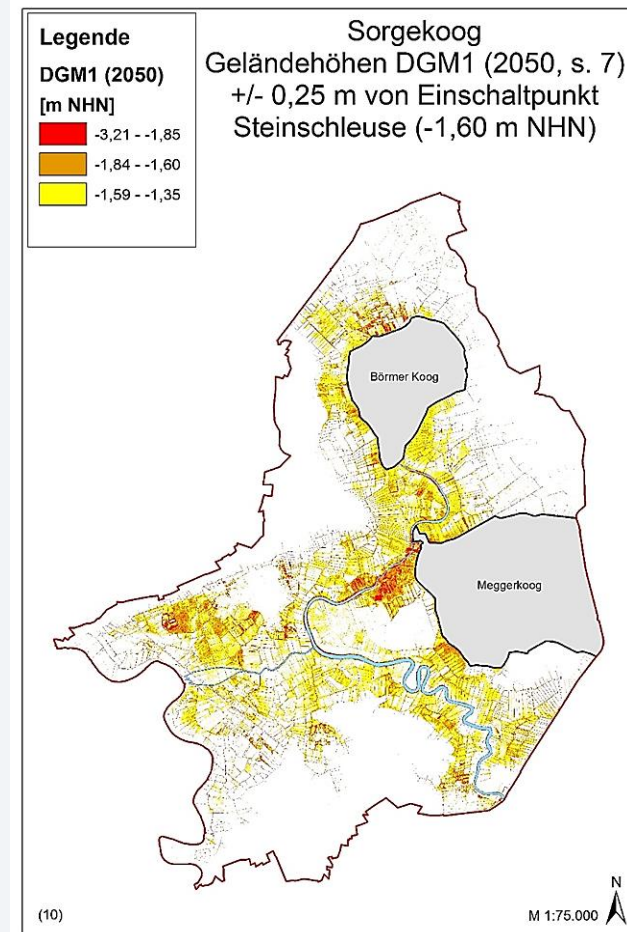 Legende
DGM1 (2050)
[m NHN]
-3,21 - -1,85
-1,84 - -1,60
-1,59 - -1,35
Sorgekoog
Geländehöhen DGM1 (2050, s. 7)
+/- 0,25 m von Einschaltpunkt
Steinschleuse (-1,60 m NHN)
Börmer Koog
Meggerkoog
(10)
M 1:75.000
N